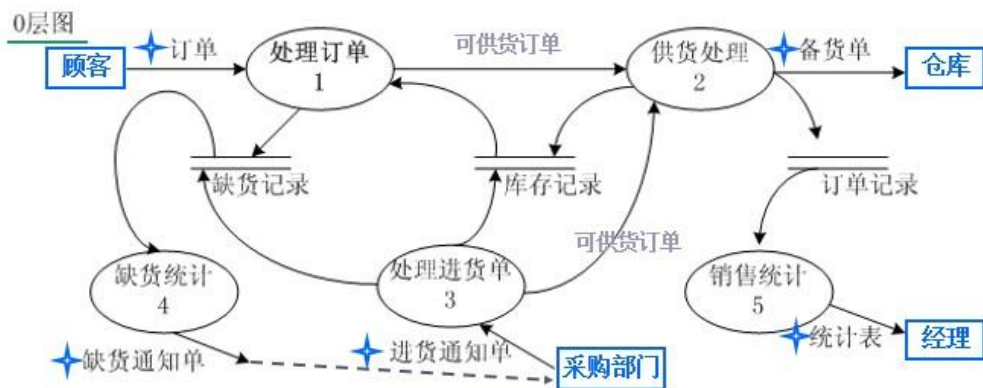 0层图
顾客
订单
处理订单
1
可供货订单
供货处理
2
备货单
仓库
缺货记录
库存记录
订单记录
可供货订单
缺货统计
4
处理进货单
3
销售统计
5
缺货通知单
进货通知单
采购部门
统计表
经理